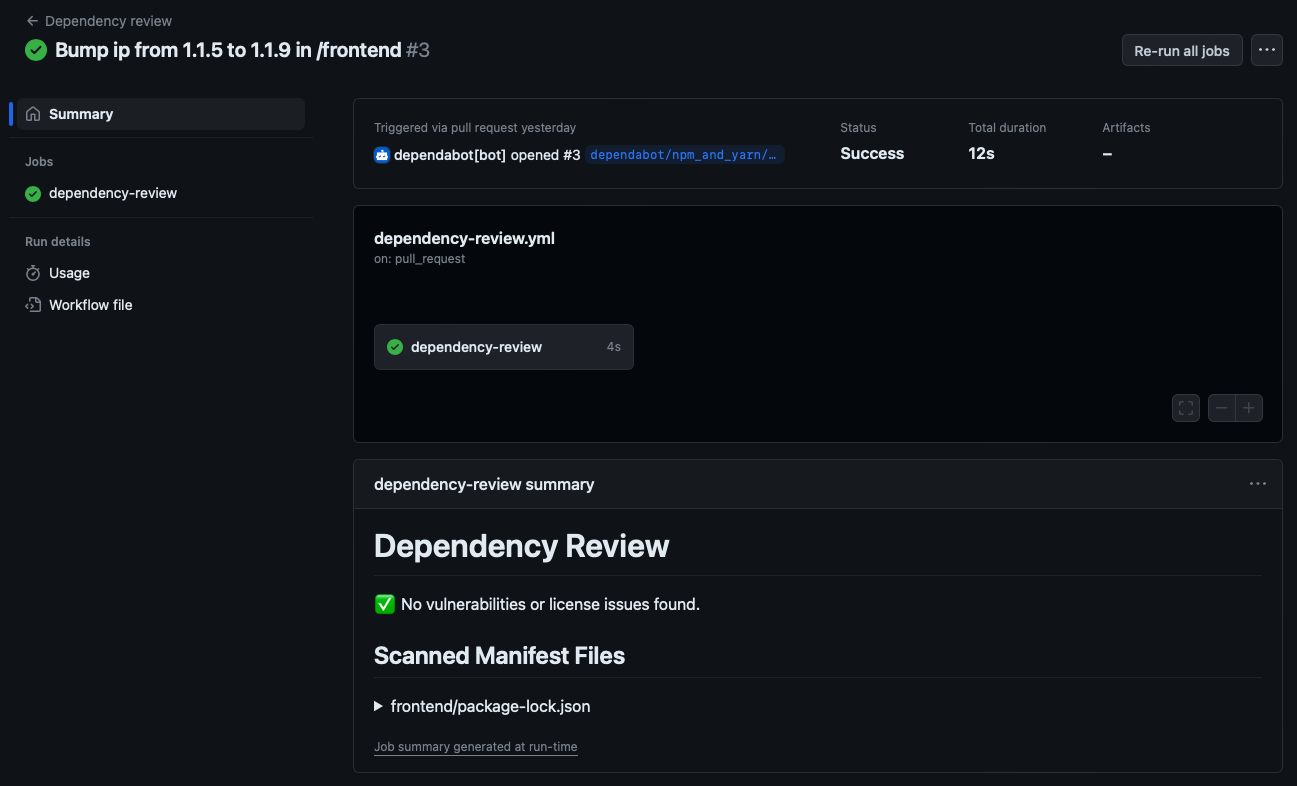 ← Dependency review
Bump ip from 1.1.5 to 1.1.9 in /frontend #3
Re-run all jobs
Summary
Jobs
dependency-review
Run details
Usage
Workflow file
Triggered via pull request yesterday
dependabot[bot] opened #3 dependabot/npm_and_yarn/…
Status
Success
Total duration
12s
Artifacts
–
dependency-review.yml
on: pull_request
dependency-review 4s
dependency-review summary
Dependency Review
✅ No vulnerabilities or license issues found.
Scanned Manifest Files
▶ frontend/package-lock.json
Job summary generated at run-time